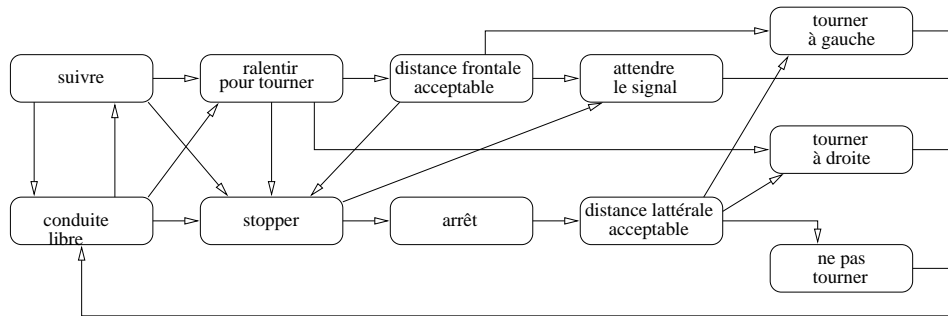 tourner
à gauche
suivre
ralentir
pour tourner
distance frontale
acceptable
attendre
le signal
tourner
à droite
conduite
libre
stopper
arrêt
distance lattérale
acceptable
ne pas
tourner